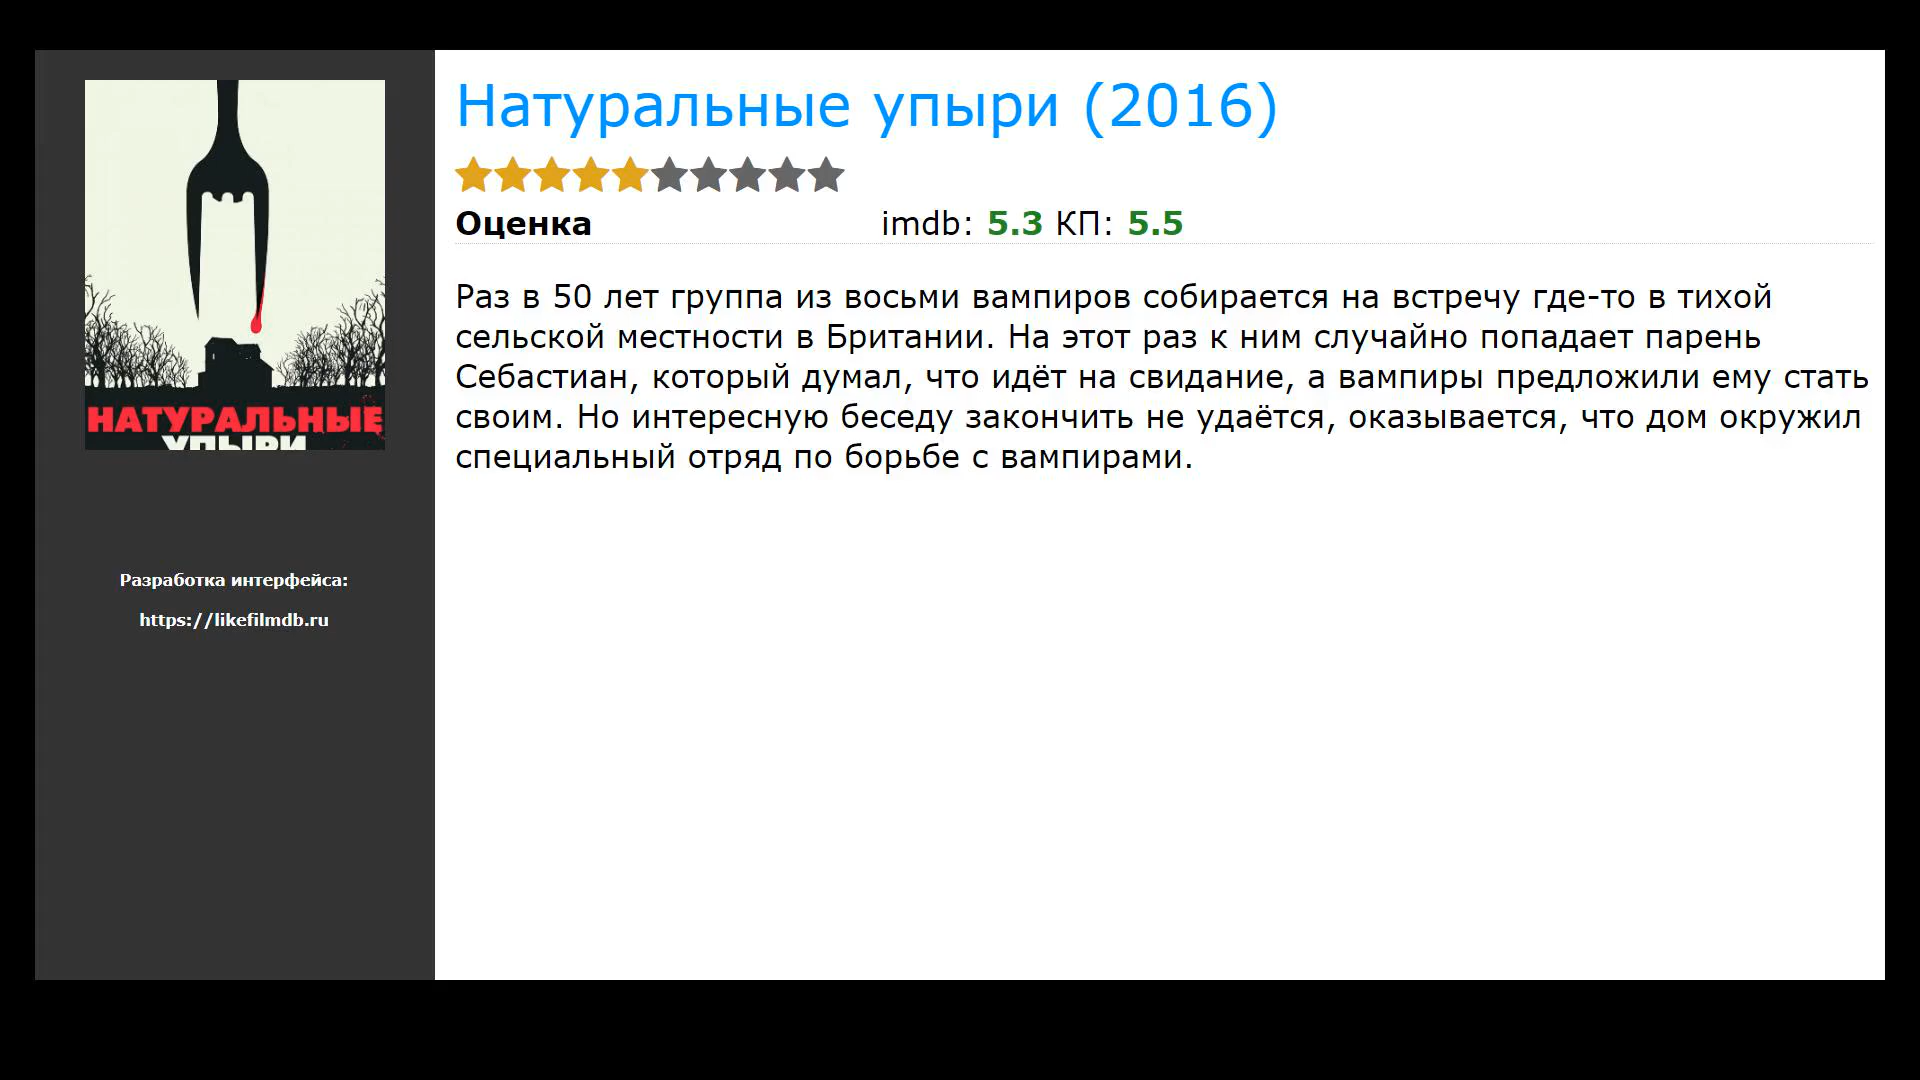 НАТУРАЛЬНЫЕ
УПЫРИ
Разработка интерфейса:
https://likefilmdb.ru
Натуральные упыри (2016)
Оценка imdb: 5.3 КП: 5.5
Раз в 50 лет группа из восьми вампиров собирается на встречу где-то в тихой
сельской местности в Британии. На этот раз к ним случайно попадает парень
Себастиан, который думал, что идёт на свидание, а вампиры предложили ему стать
своим. Но интересную беседу закончить не удаётся, оказывается, что дом окружил
специальный отряд по борьбе с вампирами.